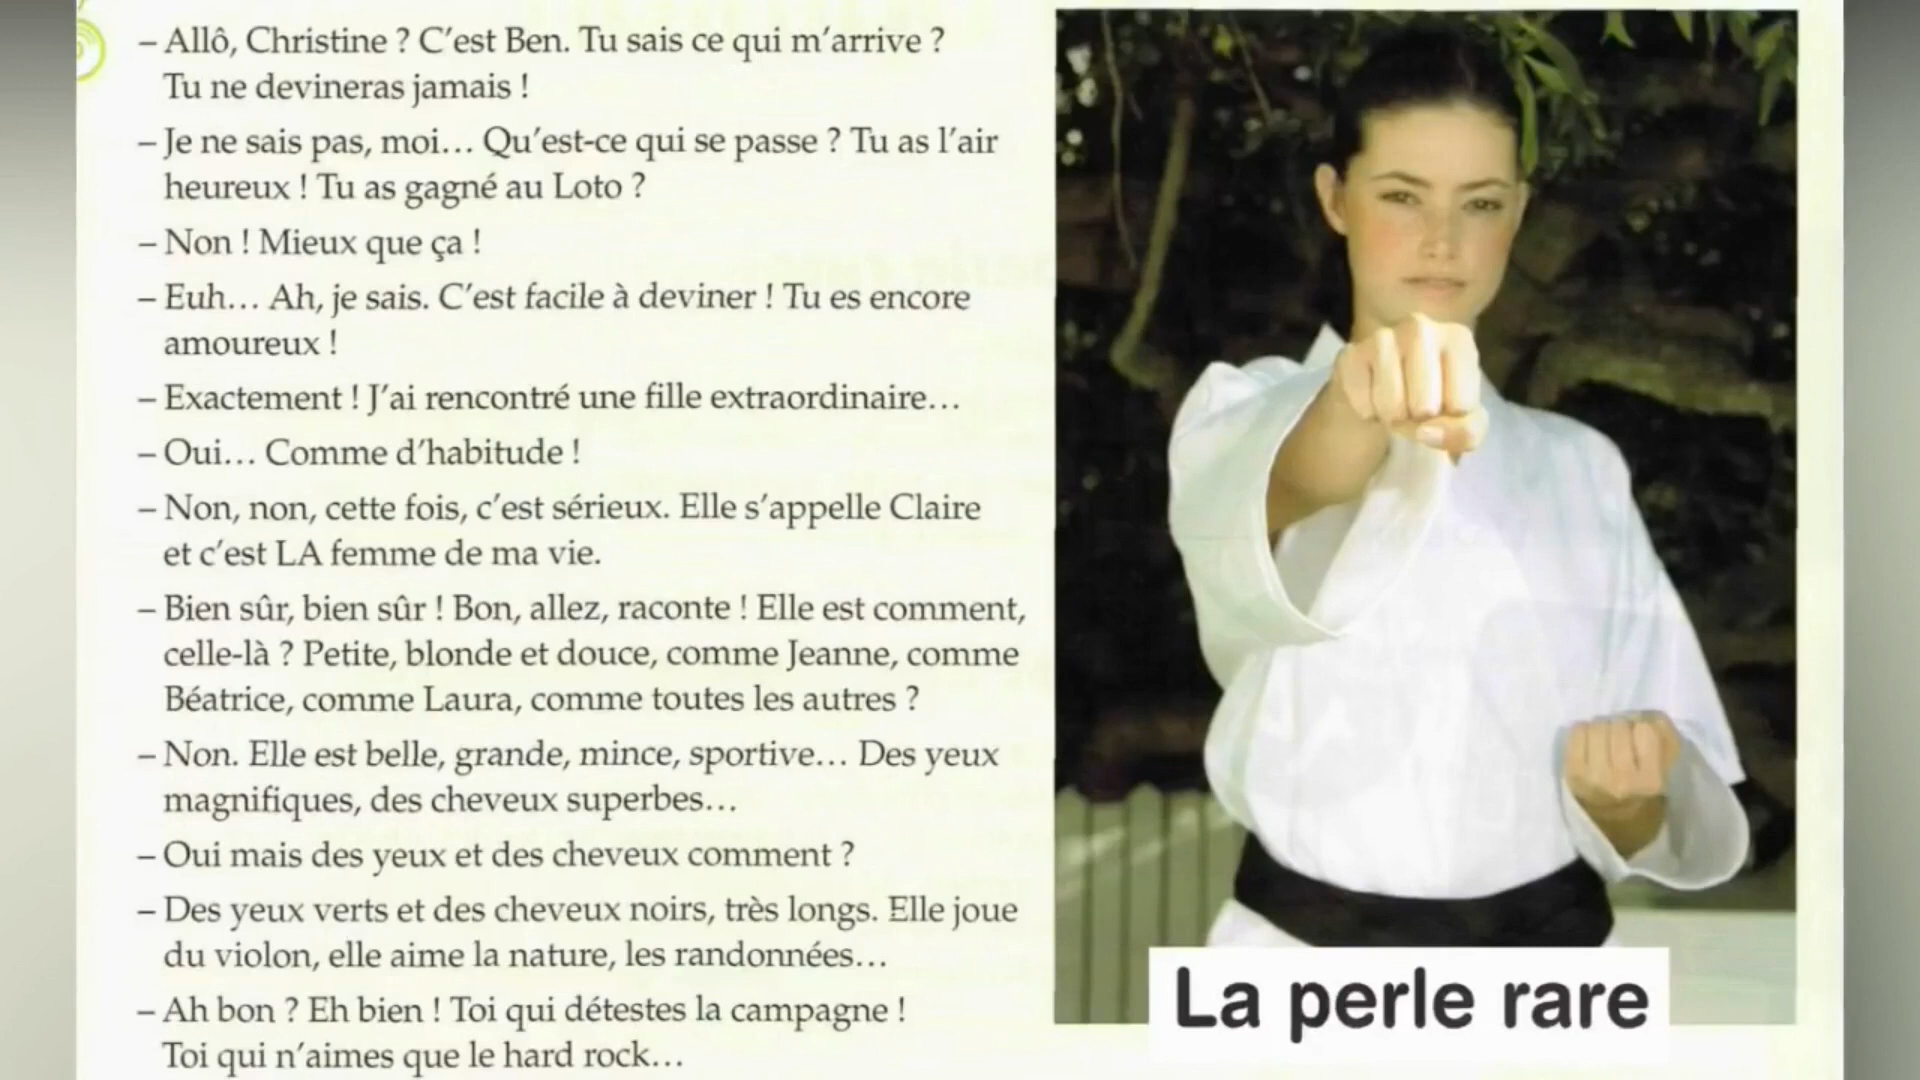 – Allô, Christine ? C’est Ben. Tu sais ce qui m’arrive ?
Tu ne devineras jamais !
– Je ne sais pas, moi… Qu’est-ce qui se passe ? Tu as l’air
heureux ! Tu as gagné au Loto ?
– Non ! Mieux que ça !
– Euh… Ah, je sais. C’est facile à deviner ! Tu es encore
amoureux !
– Exactement ! J’ai rencontré une fille extraordinaire…
– Oui… Comme d’habitude !
– Non, non, cette fois, c’est sérieux. Elle s’appelle Claire
et c’est LA femme de ma vie.
– Bien sûr, bien sûr ! Bon, allez, raconte ! Elle est comment,
celle-là ? Petite, blonde et douce, comme Jeanne, comme
Béatrice, comme Laura, comme toutes les autres ?
– Non. Elle est belle, grande, mince, sportive… Des yeux
magnifiques, des cheveux superbes…
– Oui mais des yeux et des cheveux comment ?
– Des yeux verts et des cheveux noirs, très longs. Elle joue
du violon, elle aime la nature, les randonnées…
– Ah bon ? Eh bien ! Toi qui détestes la campagne !
Toi qui n’aimes que le hard rock…
La perle rare